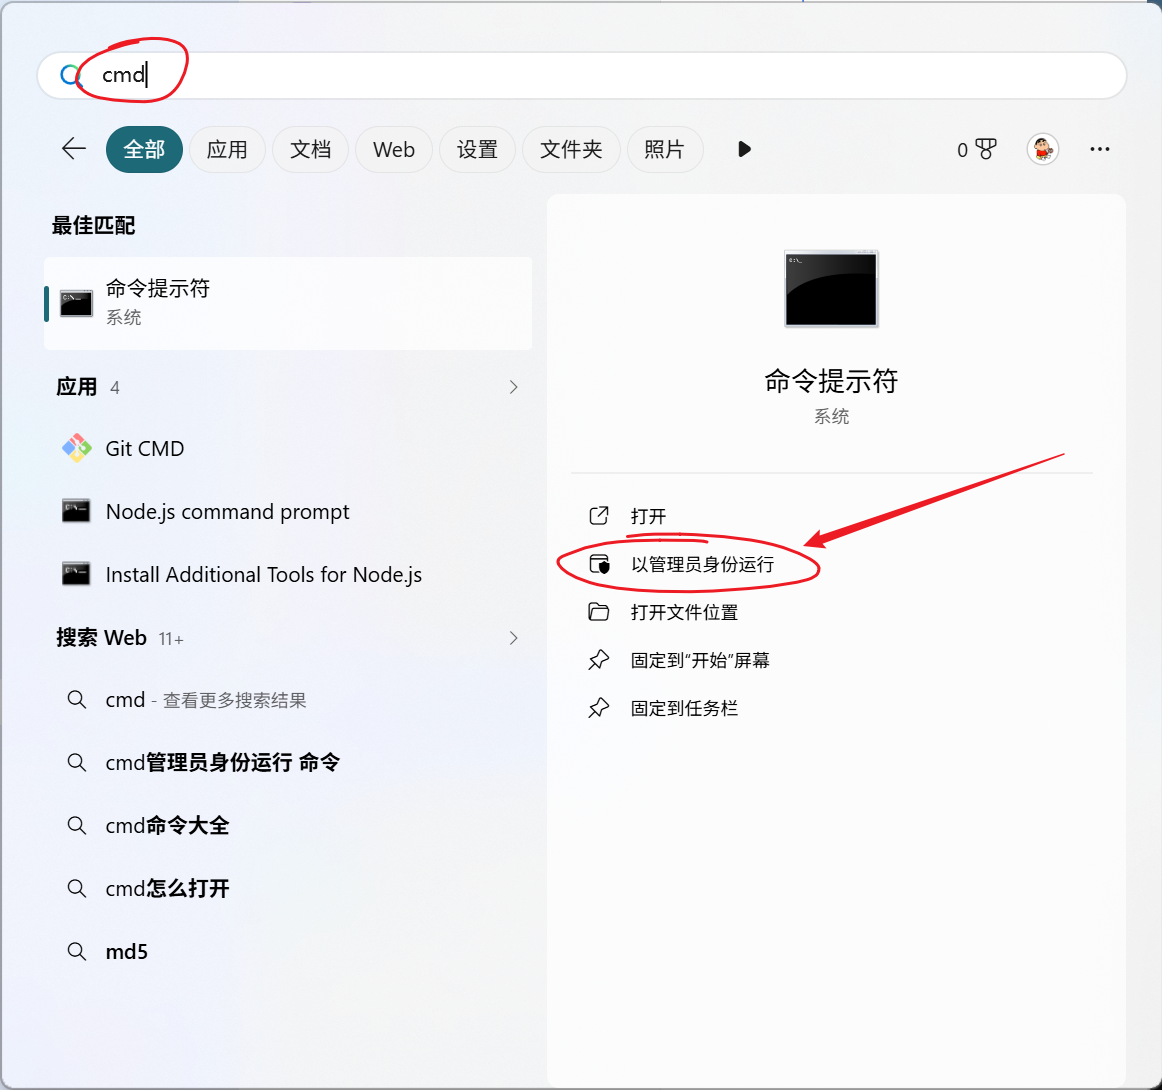 cmd
全部 应用 文档 Web 设置 文件夹 照片 0
最佳匹配
命令提示符
系统
应用 4
Git CMD
Node.js command prompt
Install Additional Tools for Node.js
搜索 Web 11+
cmd - 查看更多搜索结果
cmd管理员身份运行 命令
cmd命令大全
cmd怎么打开
md5
命令提示符
系统
打开
以管理员身份运行
打开文件位置
固定到“开始”屏幕
固定到任务栏